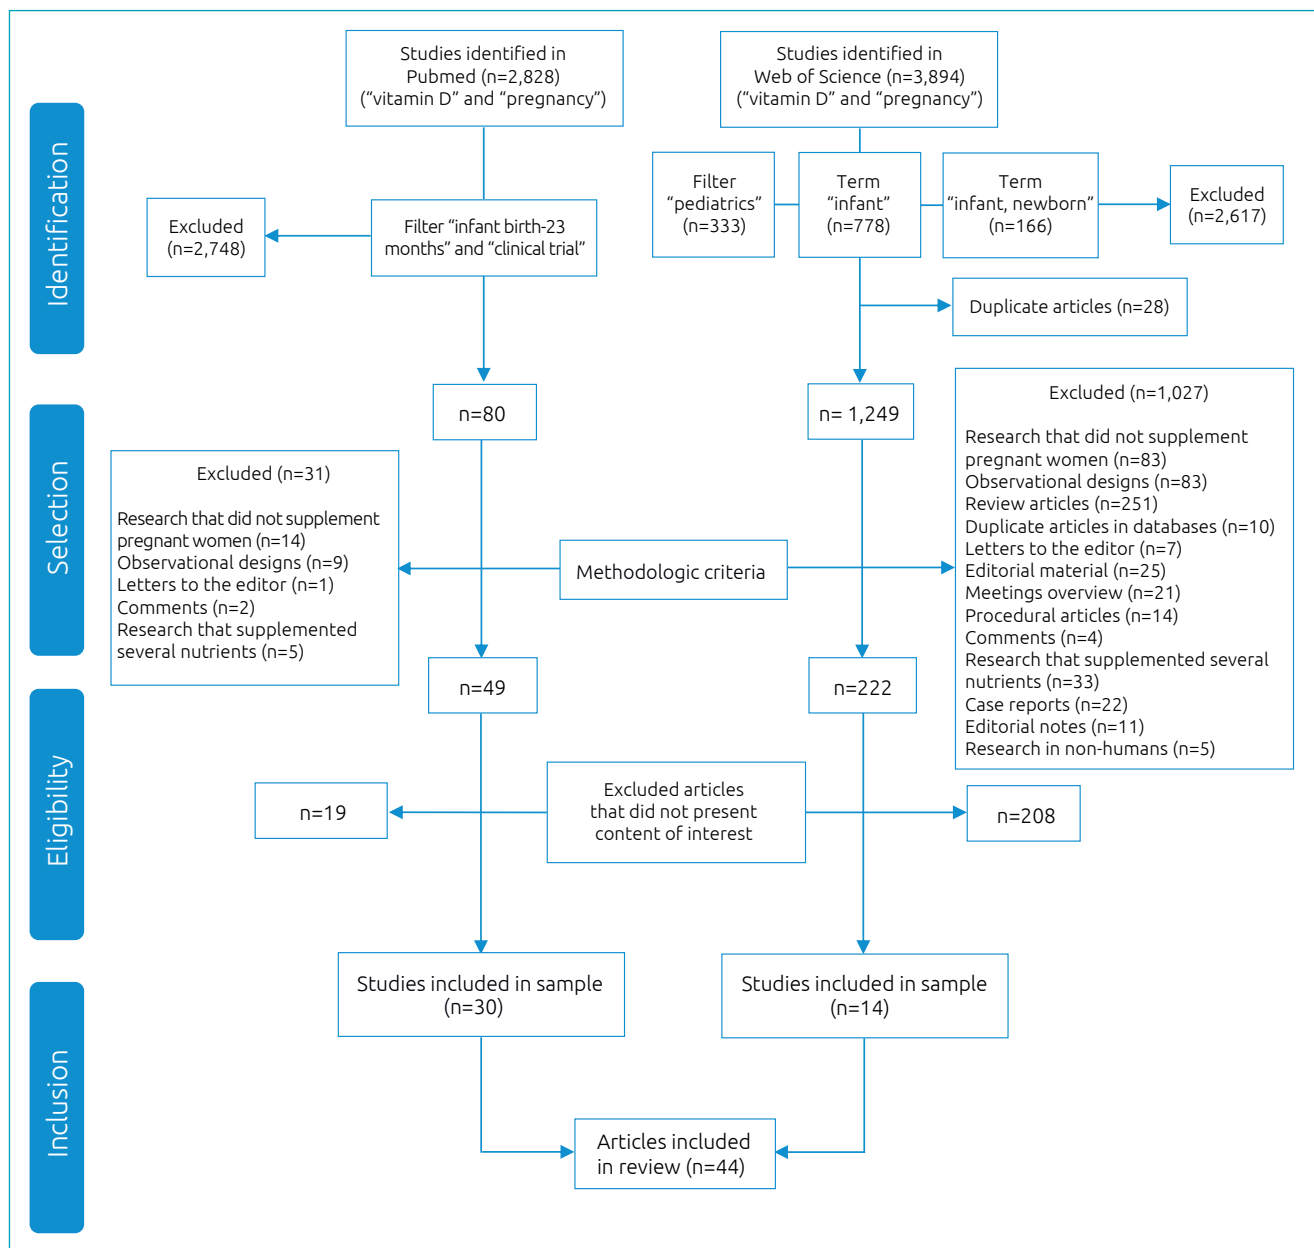 Identification
Studies identified in
Pubmed (n=2,828)
("vitamin D" and "pregnancy")
Studies identified in
Web of Science (n=3,894)
("vitamin D" and "pregnancy")
Excluded
(n=2,748)
Filter "infant birth-23
months" and "clinical trial"
Filter
"pediatrics"
(n=333)
Term
"infant"
(n=778)
Term
"infant, newborn"
(n=166)
Excluded
(n=2,617)
Duplicate articles (n=28)
Selection
n=80
n= 1,249
Excluded (n=31)
Research that did not supplement
pregnant women (n=14)
Observational designs (n=9)
Letters to the editor (n=1)
Comments (n=2)
Research that supplemented
several nutrients (n=5)
Methodologic criteria
Excluded (n=1,027)
Research that did not supplement
pregnant women (n=83)
Observational designs (n=83)
Review articles (n=251)
Duplicate articles in databases (n=10)
Letters to the editor (n=7)
Editorial material (n=25)
Meetings overview (n=21)
Procedural articles (n=14)
Comments (n=4)
Research that supplemented several
nutrients (n=33)
Case reports (n=22)
Editorial notes (n=11)
Research in non-humans (n=5)
n=49
n=222
Eligibility
n=19
Excluded articles
that did not present
content of interest
n=208
Inclusion
Studies included in sample
(n=30)
Studies included in sample
(n=14)
Articles included
in review (n=44)